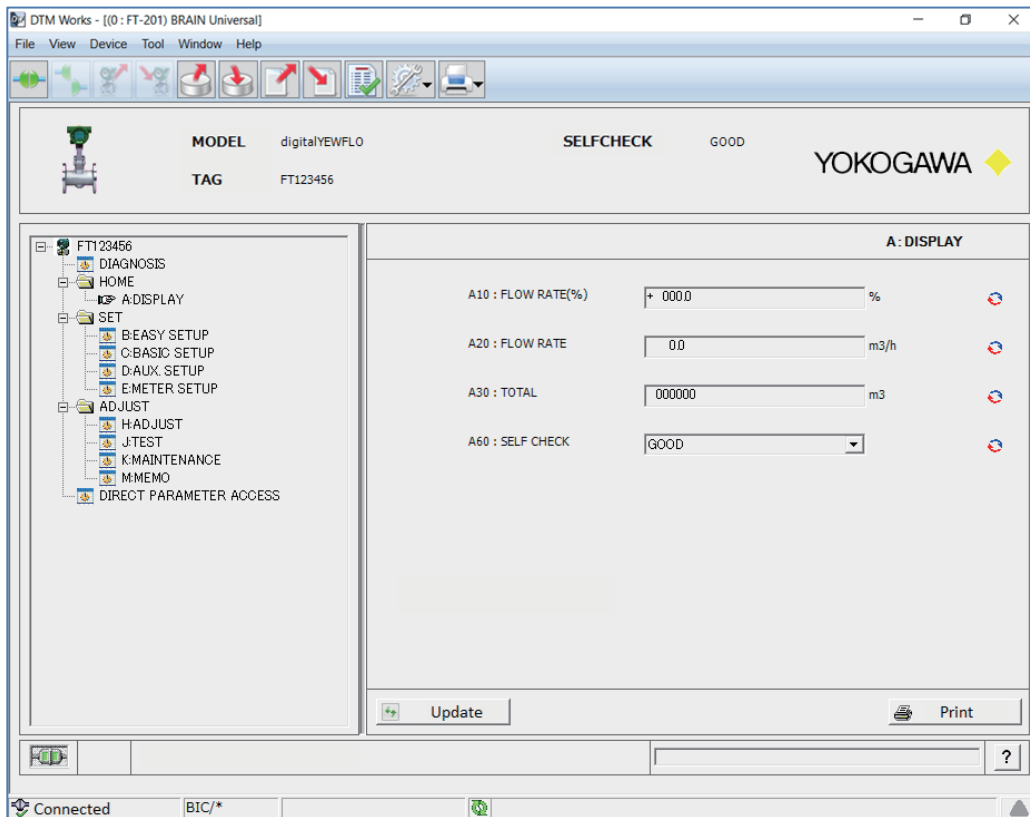 DTM Works - [(0 : FT-201) BRAIN Universal]
File View Device Tool Window Help
MODEL digitalYEWFLO SELFCHECK GOOD
YOKOGAWA
TAG FT123456
FT123456
DIAGNOSIS
HOME
A:DISPLAY
SET
B:EASY SETUP
C:BASIC SETUP
D:AUX. SETUP
E:METER SETUP
ADJUST
H:ADJUST
J:TEST
K:MAINTENANCE
M:MEMO
DIRECT PARAMETER ACCESS
A: DISPLAY
A10 : FLOW RATE(%) + 000.0 %
A20 : FLOW RATE 0.0 m3/h
A30 : TOTAL 000000 m3
A60 : SELF CHECK GOOD
Update Print
?
Connected BIC/*